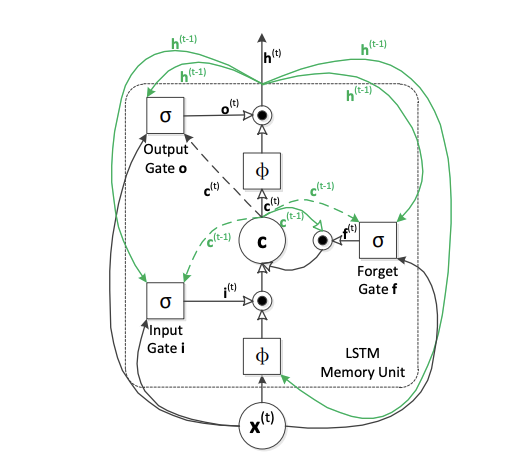 h(t-1)
h(t)
h(t-1)
h(t-1)
h(t-1)
σ
o(t)
Output
Gate o
ϕ
c(t)
c(t)
c(t-1)
c(t-1)
c(t-1)
c
f(t)
σ
Forget
Gate f
σ
i(t)
Input
Gate i
ϕ
LSTM
Memory Unit
x(t)